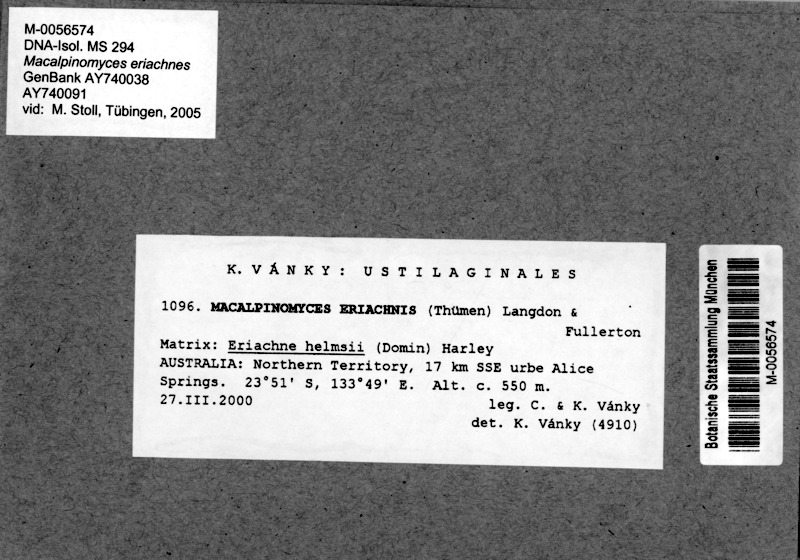 M-0056574
DNA-Isol. MS 294
Macalpinomyces eriachnes
GenBank AY740038
AY740091
vid: M. Stoll, Tübingen, 2005
K. VÁNKY: USTILAGINALES
1096. MACALPINOMYCES ERIACHNIS (Thümen) Langdon &
Fullerton
Matrix: Eriachne helmsii (Domin) Harley
AUSTRALIA: Northern Territory, 17 km SSE urbe Alice
Springs. 23°51' S, 133°49' E. Alt. c. 550 m.
27.III.2000 leg. C. & K. Vánky
det. K. Vánky (4910)
Botanische Staatssammlung München
M-0056574